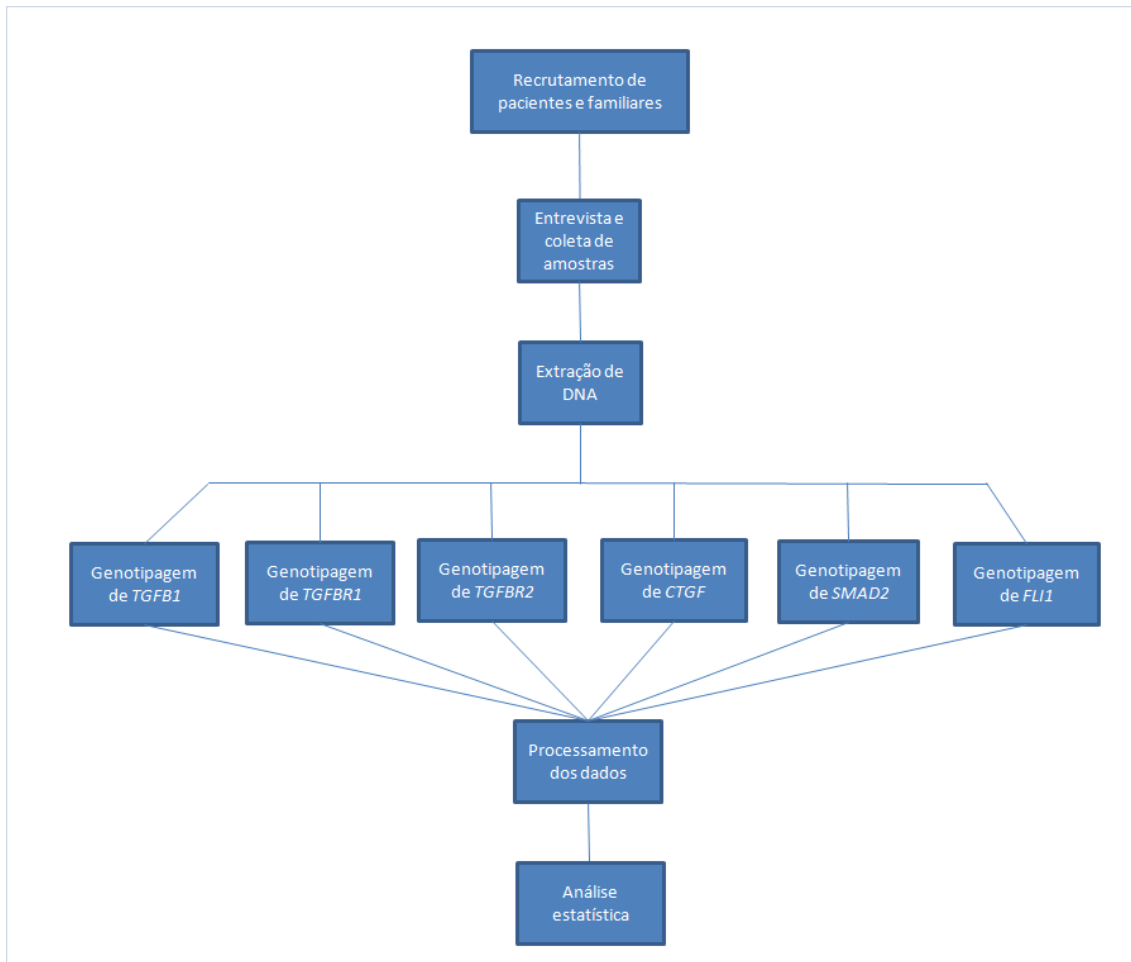 Recrutamento de
pacientes e familiares
Entrevista e
coleta de
amostras
Extração de
DNA
Genotipagem
de TGFB1
Genotipagem
de TGFBR1
Genotipagem
de TGFBR2
Genotipagem
de CTGF
Genotipagem
de SMAD2
Genotipagem
de FLI1
Processamento
dos dados
Análise
estatística